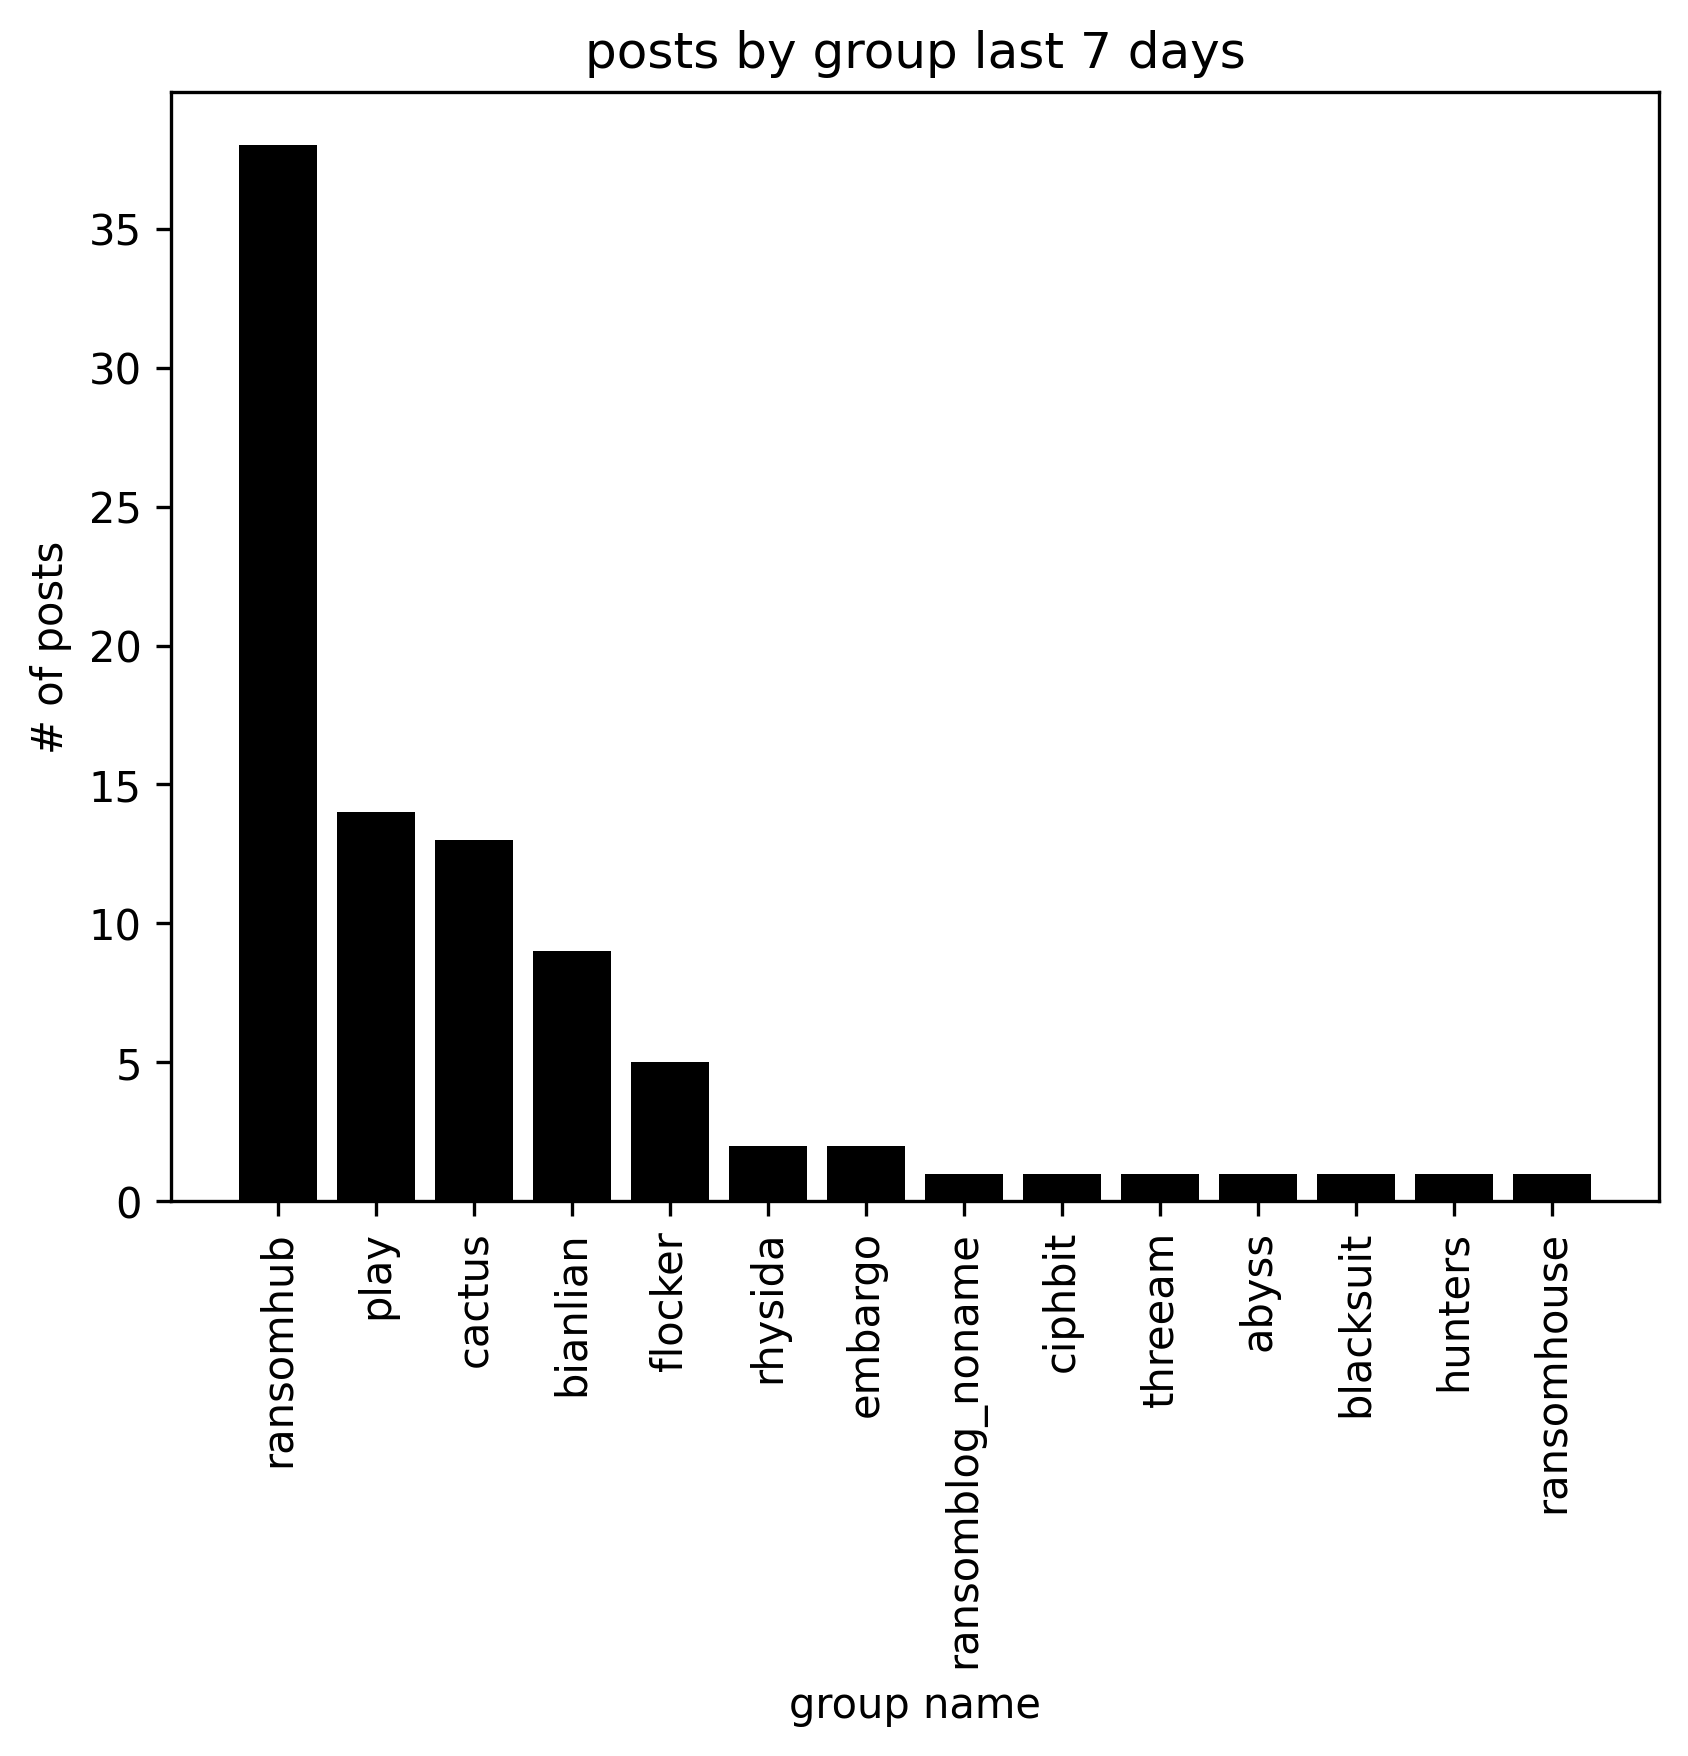 posts by group last 7 days
# of posts
35
30
25
20
15
10
5
0
ransomhub
play
cactus
bianlian
flocker
rhysida
embargo
ransomblog_noname
ciphbit
threeam
abyss
blacksuit
hunters
ransomhouse
group name